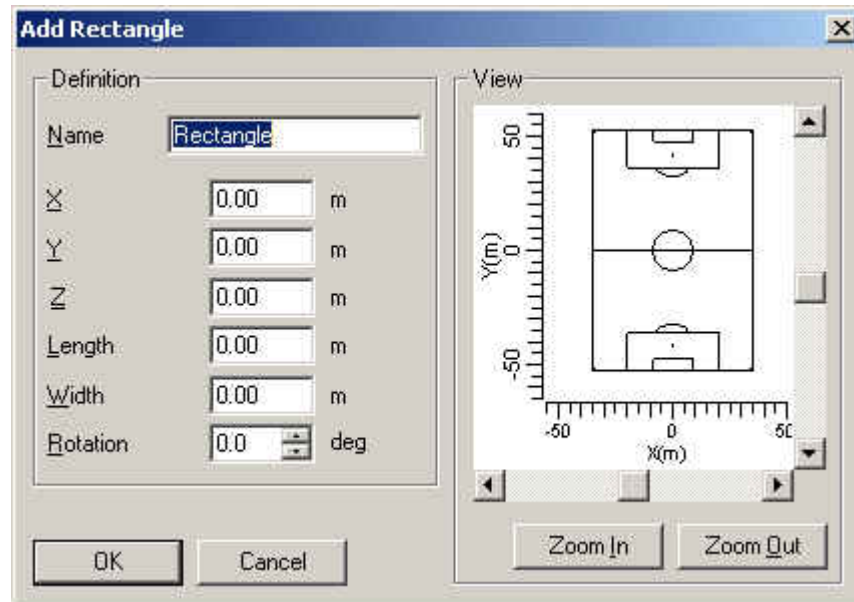 Add Rectangle
Definition
Name Rectangle
X 0.00 m
Y 0.00 m
Z 0.00 m
Length 0.00 m
Width 0.00 m
Rotation 0.0 deg
OK Cancel
View
50
Y(m) 0
-50
-50 0 50
X(m)
Zoom In Zoom Out